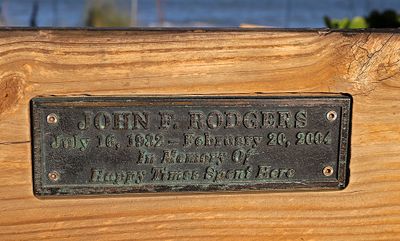 JOHN F. RODGERS
July 16, 1932 – February 20, 2004
In Memory Of
Happy Times Spent Here